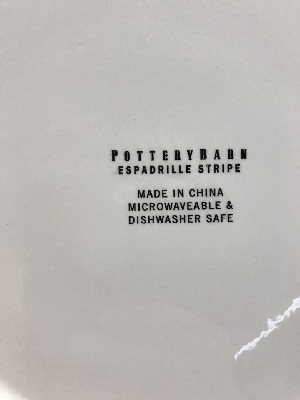 POTTERYBARN
ESPADRILLE STRIPE
MADE IN CHINA
MICROWAVEABLE &
DISHWASHER SAFE